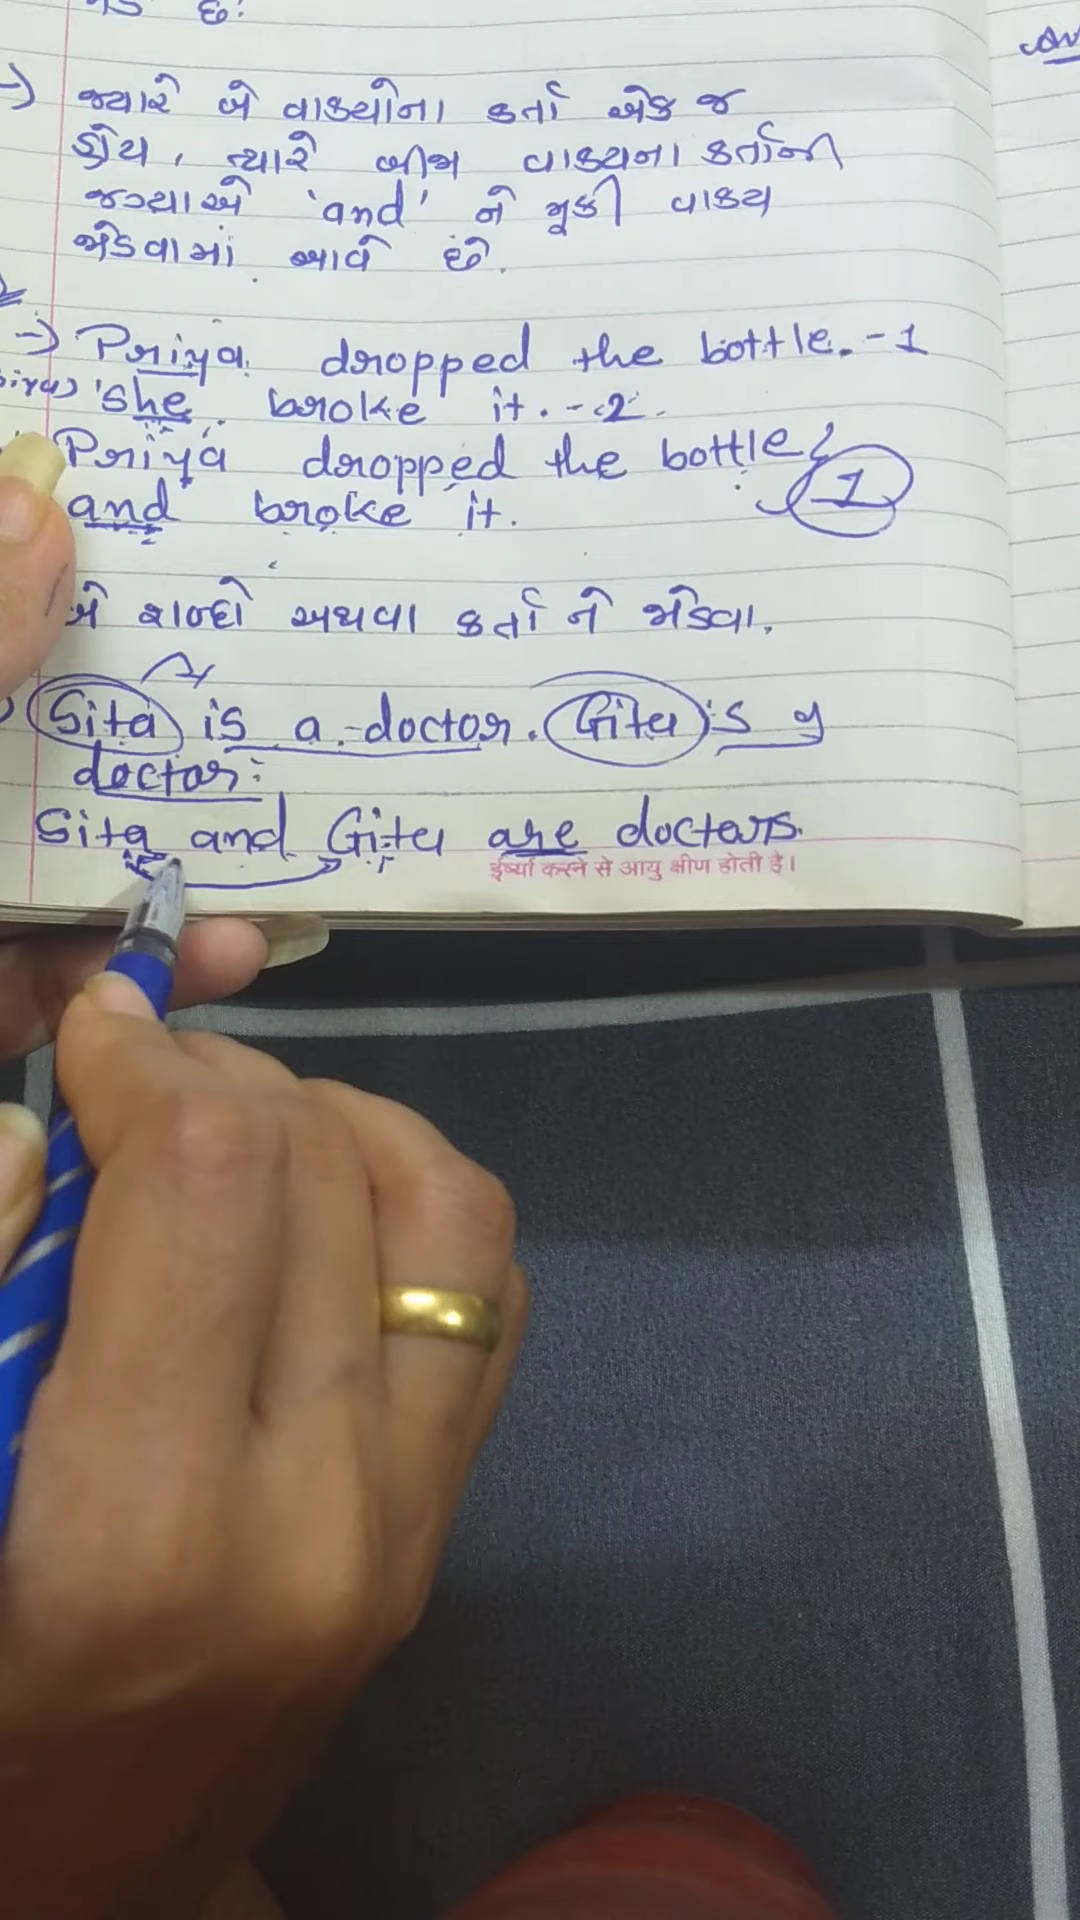 જ્યારે બે વાક્યોના કર્તા એક જ
હોય, ત્યારે બીજા વાક્યના કર્તાની
જગ્યાએ 'and' ને મૂકી વાક્ય
જોડવામાં આવે છે.
→ Priya dropped the bottle. - 1
she broke it. - 2.
Priya dropped the bottle
and broke it.
1
બે શબ્દો અથવા કર્તા ને જોડવા.
Sita is a doctor. Gita is a
doctor.
Sita and Gita are doctors.
ईर्ष्या करने से आयु क्षीण होती है।